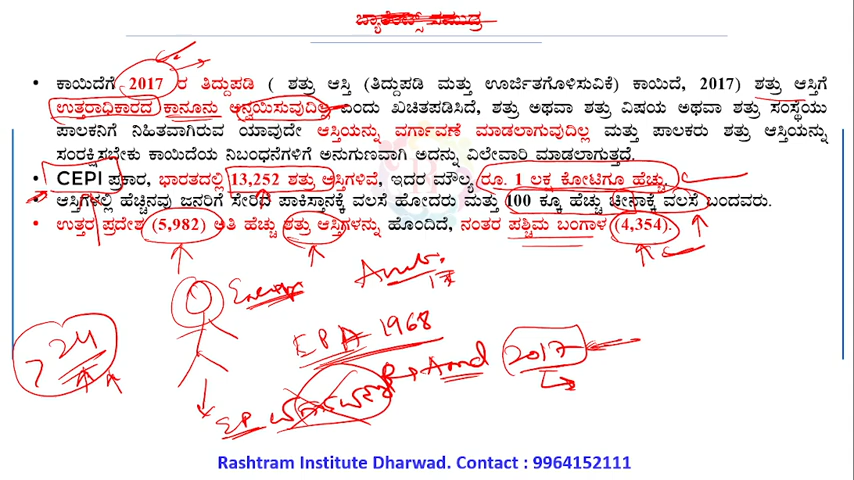 ಬ್ಯಾರೆಂಟ್ಸ್ ಸಮುದ್ರ
• ಕಾಯಿದೆಗೆ 2017 ರ ತಿದ್ದುಪಡಿ ( ಶತ್ರು ಆಸ್ತಿ (ತಿದ್ದುಪಡಿ ಮತ್ತು ಊರ್ಜಿತಗೊಳಿಸುವಿಕೆ) ಕಾಯಿದೆ, 2017) ಶತ್ರು ಆಸ್ತಿಗೆ
ಉತ್ತರಾಧಿಕಾರದ ಕಾನೂನು ಅನ್ವಯಿಸುವುದಿಲ್ಲ ಎಂದು ಖಚಿತಪಡಿಸಿದೆ, ಶತ್ರು ಅಥವಾ ಶತ್ರು ವಿಷಯ ಅಥವಾ ಶತ್ರು ಸಂಸ್ಥೆಯು
ಪಾಲಕನಿಗೆ ನಿಹಿತವಾಗಿರುವ ಯಾವುದೇ ಆಸ್ತಿಯನ್ನು ವರ್ಗಾವಣೆ ಮಾಡಲಾಗುವುದಿಲ್ಲ ಮತ್ತು ಪಾಲಕರು ಶತ್ರು ಆಸ್ತಿಯನ್ನು
ಸಂರಕ್ಷಿಸಬೇಕು ಕಾಯಿದೆಯ ನಿಬಂಧನೆಗಳಿಗೆ ಅನುಗುಣವಾಗಿ ಅದನ್ನು ವಿಲೇವಾರಿ ಮಾಡಲಾಗುತ್ತದೆ.
• CEPI ಪ್ರಕಾರ, ಭಾರತದಲ್ಲಿ 13,252 ಶತ್ರು ಆಸ್ತಿಗಳಿವೆ, ಇದರ ಮೌಲ್ಯ ರೂ. 1 ಲಕ್ಷ ಕೋಟಿಗೂ ಹೆಚ್ಚು.
• ಆಸ್ತಿಗಳಲ್ಲಿ ಹೆಚ್ಚಿನವು ಜನರಿಗೆ ಸೇರಿದ ಪಾಕಿಸ್ತಾನಕ್ಕೆ ವಲಸೆ ಹೋದರು ಮತ್ತು 100 ಕ್ಕೂ ಹೆಚ್ಚು ಚೀನಾಕ್ಕೆ ವಲಸೆ ಬಂದವರು.
• ಉತ್ತರ ಪ್ರದೇಶ (5,982) ಅತಿ ಹೆಚ್ಚು ಶತ್ರು ಆಸ್ತಿಗಳನ್ನು ಹೊಂದಿದೆ, ನಂತರ ಪಶ್ಚಿಮ ಬಂಗಾಳ (4,354).
EPA 1968
Amd 2017
24
EP
Rashtram Institute Dharwad. Contact : 9964152111